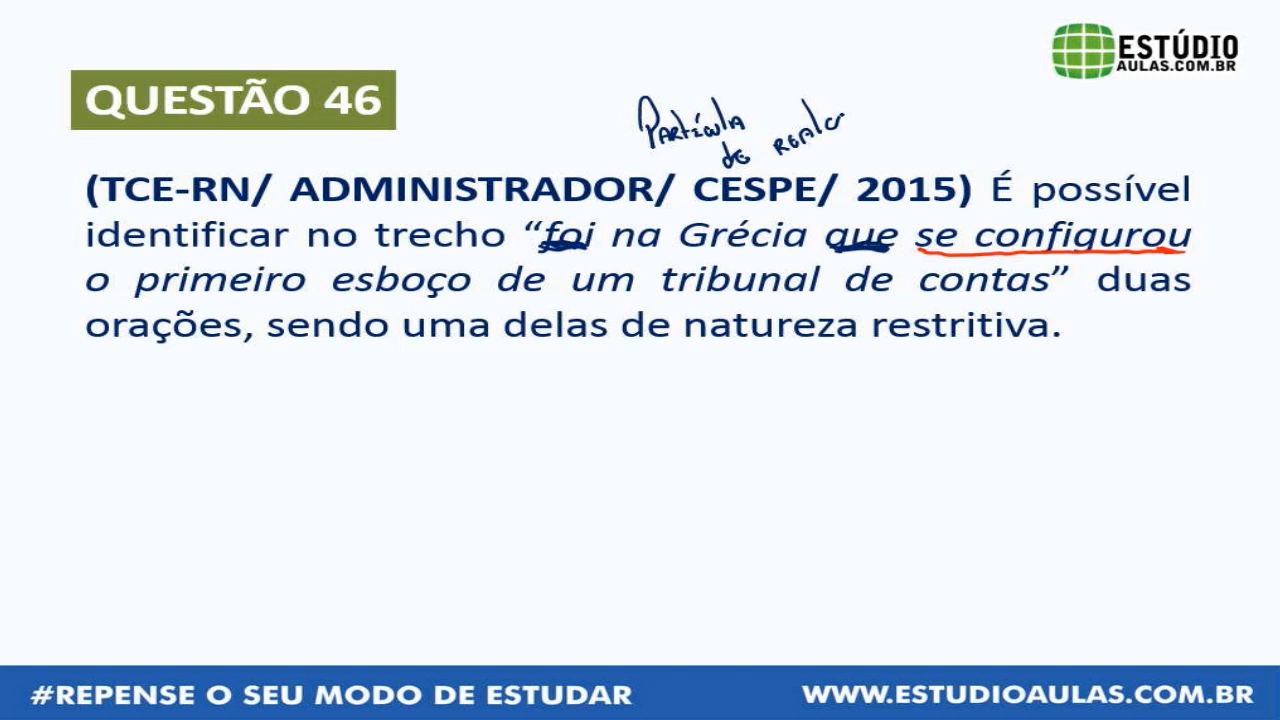 ESTÚDIO
AULAS.COM.BR
QUESTÃO 46
PARtÍCULA
de REALCE
(TCE-RN/ ADMINISTRADOR/ CESPE/ 2015) É possível
identificar no trecho “foi na Grécia que se configurou
o primeiro esboço de um tribunal de contas” duas
orações, sendo uma delas de natureza restritiva.
#REPENSE O SEU MODO DE ESTUDAR
WWW.ESTUDIOAULAS.COM.BR